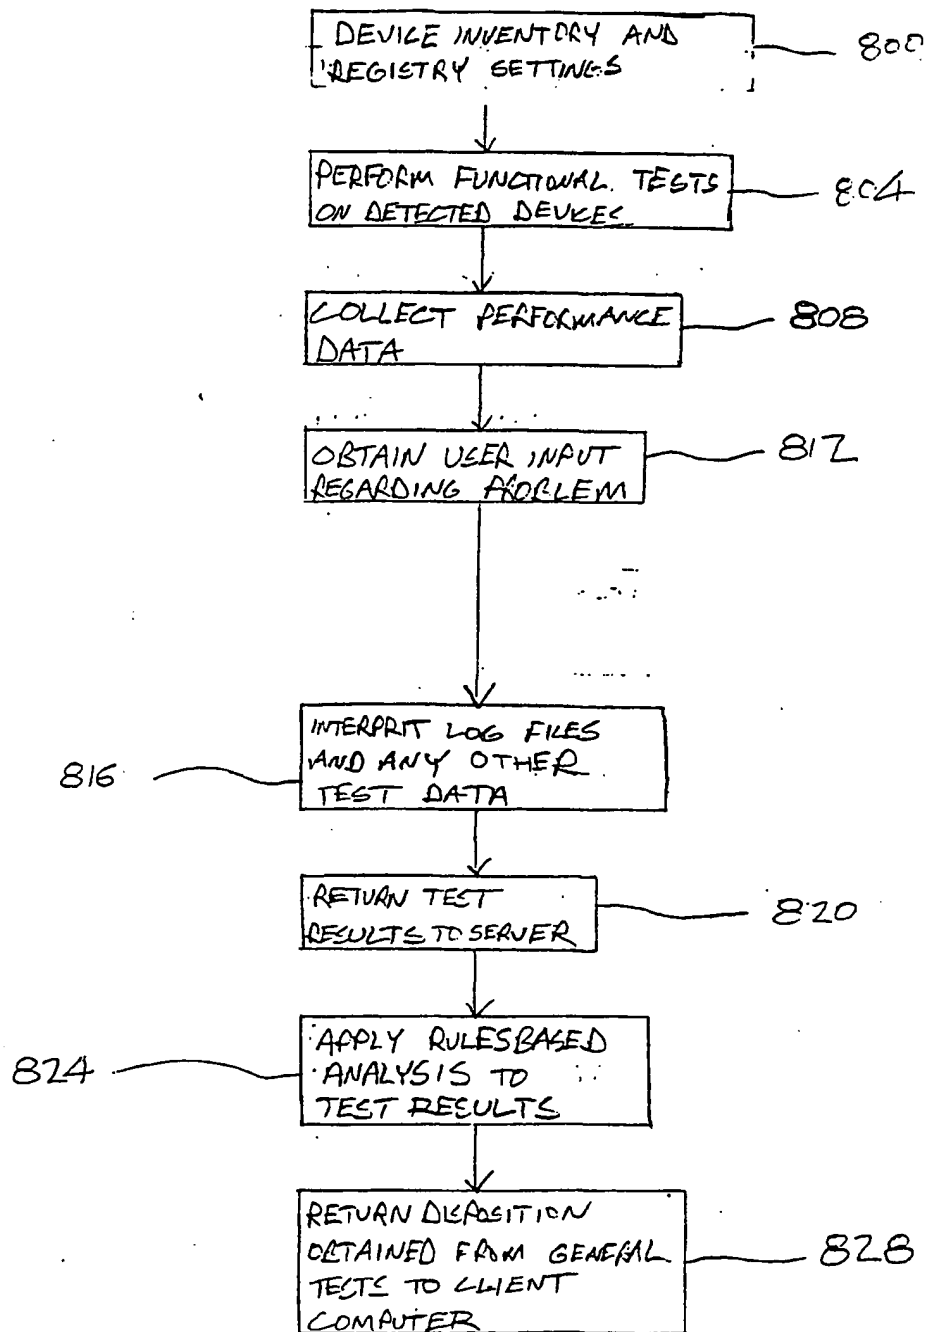 DEVICE INVENTORY AND
REGISTRY SETTINGS
800
PERFORM FUNCTIONAL TESTS
ON DETECTED DEVICES
804
COLLECT PERFORMANCE
DATA
808
OBTAIN USER INPUT
REGARDING PROBLEM
812
INTERPRIT LOG FILES
AND ANY OTHER
TEST DATA
816
RETURN TEST
RESULTS TO SERVER
820
APPLY RULESBASED
ANALYSIS TO
TEST RESULTS
824
RETURN DISPOSITION
OBTAINED FROM GENERAL
TESTS TO CLIENT
COMPUTER
828